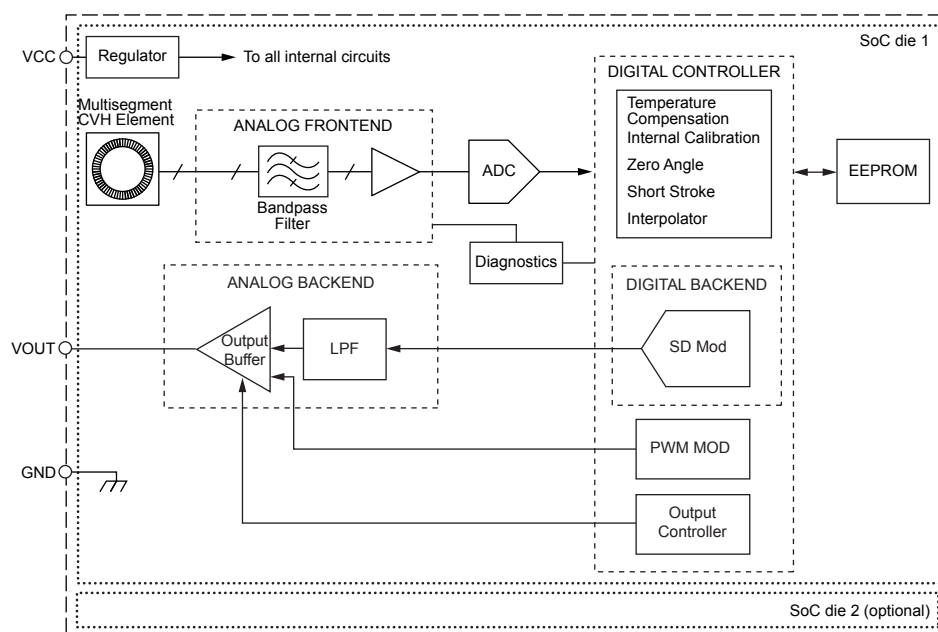 SoC die 1
VCC
Regulator
To all internal circuits
DIGITAL CONTROLLER
Multisegment
CVH Element
ANALOG FRONTEND
Temperature
Compensation
Internal Calibration
Zero Angle
Short Stroke
Interpolator
ADC
EEPROM
Bandpass
Filter
Diagnostics
ANALOG BACKEND
DIGITAL BACKEND
VOUT
Output
Buffer
LPF
SD Mod
PWM MOD
GND
Output
Controller
SoC die 2 (optional)